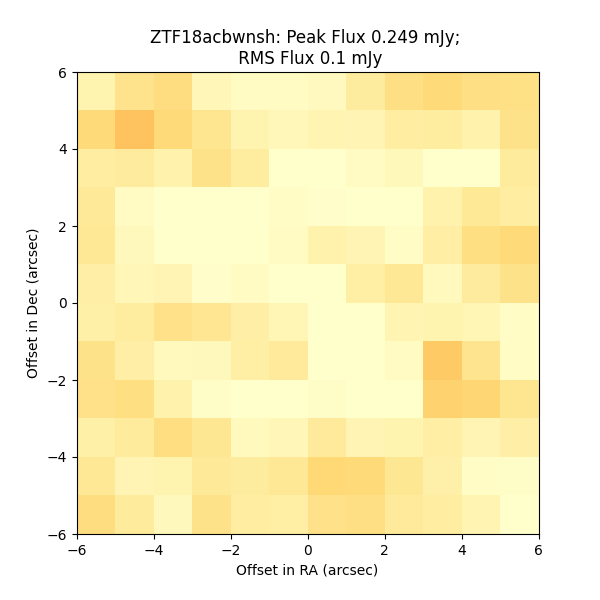 ZTF18acbwnsh: Peak Flux 0.249 mJy;
RMS Flux 0.1 mJy
6
4
2
0
−2
−4
−6
Offset in Dec (arcsec)
−6 −4 −2 0 2 4 6
Offset in RA (arcsec)